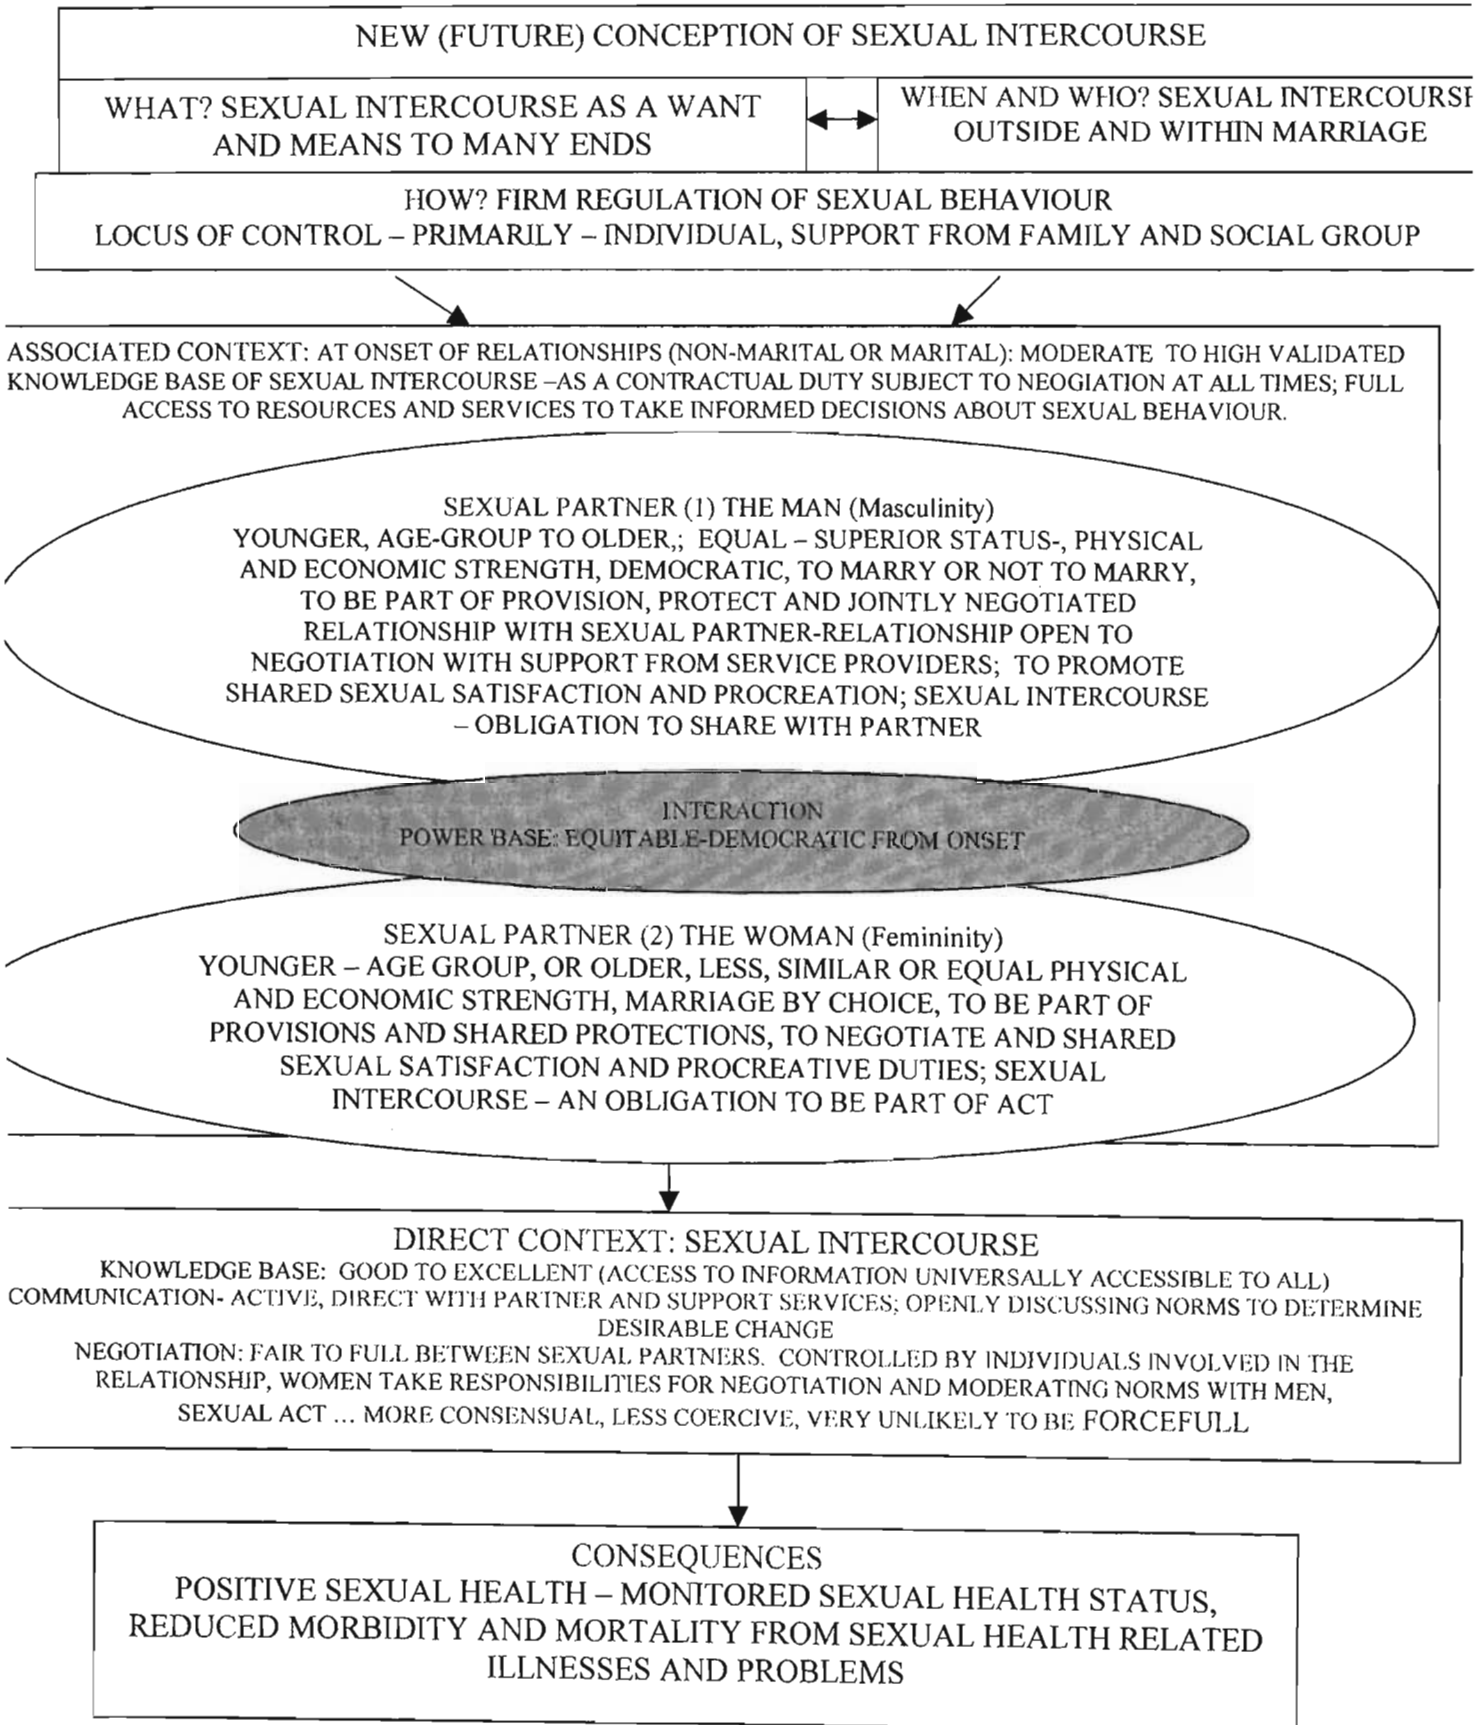 NEW (FUTURE) CONCEPTION OF SEXUAL INTERCOURSE
WHAT? SEXUAL INTERCOURSE AS A WANT
AND MEANS TO MANY ENDS
WHEN AND WHO? SEXUAL INTERCOURSE
OUTSIDE AND WITHIN MARRIAGE
HOW? FIRM REGULATION OF SEXUAL BEHAVIOUR
LOCUS OF CONTROL – PRIMARILY – INDIVIDUAL, SUPPORT FROM FAMILY AND SOCIAL GROUP
ASSOCIATED CONTEXT: AT ONSET OF RELATIONSHIPS (NON-MARITAL OR MARITAL): MODERATE TO HIGH VALIDATED
KNOWLEDGE BASE OF SEXUAL INTERCOURSE –AS A CONTRACTUAL DUTY SUBJECT TO NEOGIATION AT ALL TIMES; FULL
ACCESS TO RESOURCES AND SERVICES TO TAKE INFORMED DECISIONS ABOUT SEXUAL BEHAVIOUR.
SEXUAL PARTNER (1) THE MAN (Masculinity)
YOUNGER, AGE-GROUP TO OLDER,; EQUAL – SUPERIOR STATUS-, PHYSICAL
AND ECONOMIC STRENGTH, DEMOCRATIC, TO MARRY OR NOT TO MARRY,
TO BE PART OF PROVISION, PROTECT AND JOINTLY NEGOTIATED
RELATIONSHIP WITH SEXUAL PARTNER-RELATIONSHIP OPEN TO
NEGOTIATION WITH SUPPORT FROM SERVICE PROVIDERS; TO PROMOTE
SHARED SEXUAL SATISFACTION AND PROCREATION; SEXUAL INTERCOURSE
– OBLIGATION TO SHARE WITH PARTNER
INTERACTION
POWER BASE: EQUITABLE-DEMOCRATIC FROM ONSET
SEXUAL PARTNER (2) THE WOMAN (Femininity)
YOUNGER – AGE GROUP, OR OLDER, LESS, SIMILAR OR EQUAL PHYSICAL
AND ECONOMIC STRENGTH, MARRIAGE BY CHOICE, TO BE PART OF
PROVISIONS AND SHARED PROTECTIONS, TO NEGOTIATE AND SHARED
SEXUAL SATISFACTION AND PROCREATIVE DUTIES; SEXUAL
INTERCOURSE – AN OBLIGATION TO BE PART OF ACT
DIRECT CONTEXT: SEXUAL INTERCOURSE
KNOWLEDGE BASE: GOOD TO EXCELLENT (ACCESS TO INFORMATION UNIVERSALLY ACCESSIBLE TO ALL)
COMMUNICATION- ACTIVE, DIRECT WITH PARTNER AND SUPPORT SERVICES; OPENLY DISCUSSING NORMS TO DETERMINE
DESIRABLE CHANGE
NEGOTIATION: FAIR TO FULL BETWEEN SEXUAL PARTNERS. CONTROLLED BY INDIVIDUALS INVOLVED IN THE
RELATIONSHIP, WOMEN TAKE RESPONSIBILITIES FOR NEGOTIATION AND MODERATING NORMS WITH MEN,
SEXUAL ACT ... MORE CONSENSUAL, LESS COERCIVE, VERY UNLIKELY TO BE FORCEFULL
CONSEQUENCES
POSITIVE SEXUAL HEALTH – MONITORED SEXUAL HEALTH STATUS,
REDUCED MORBIDITY AND MORTALITY FROM SEXUAL HEALTH RELATED
ILLNESSES AND PROBLEMS